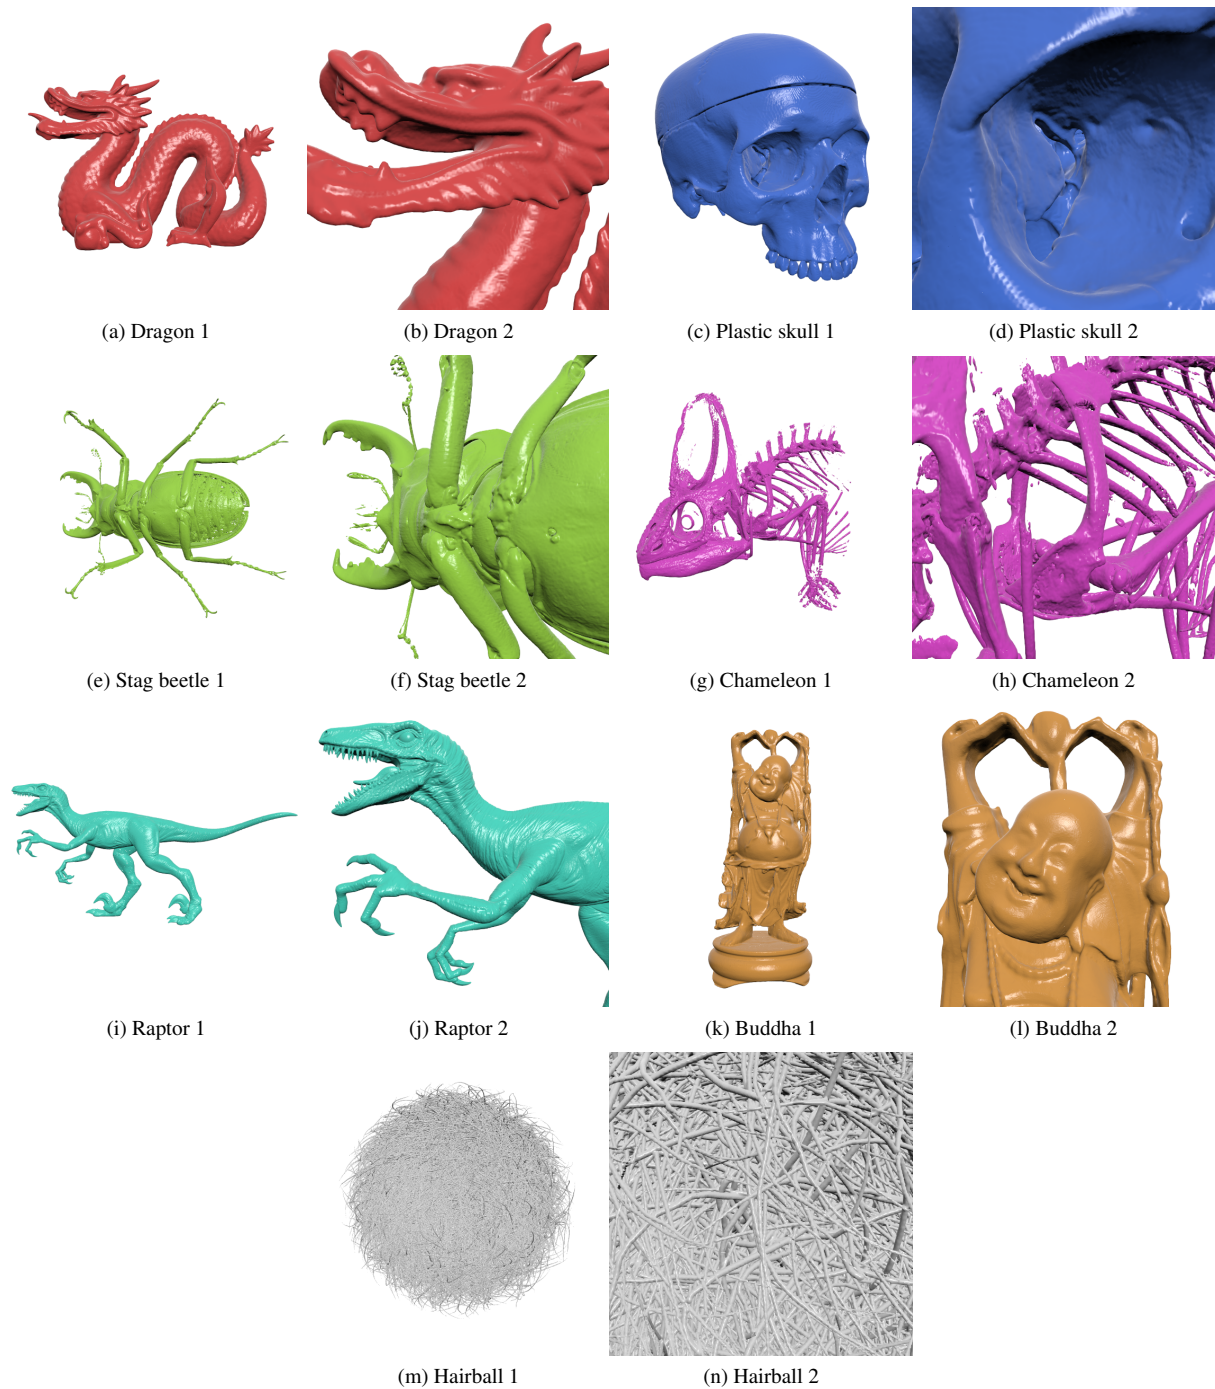 (a) Dragon 1
(b) Dragon 2
(c) Plastic skull 1
(d) Plastic skull 2
(e) Stag beetle 1
(f) Stag beetle 2
(g) Chameleon 1
(h) Chameleon 2
(i) Raptor 1
(j) Raptor 2
(k) Buddha 1
(l) Buddha 2
(m) Hairball 1
(n) Hairball 2